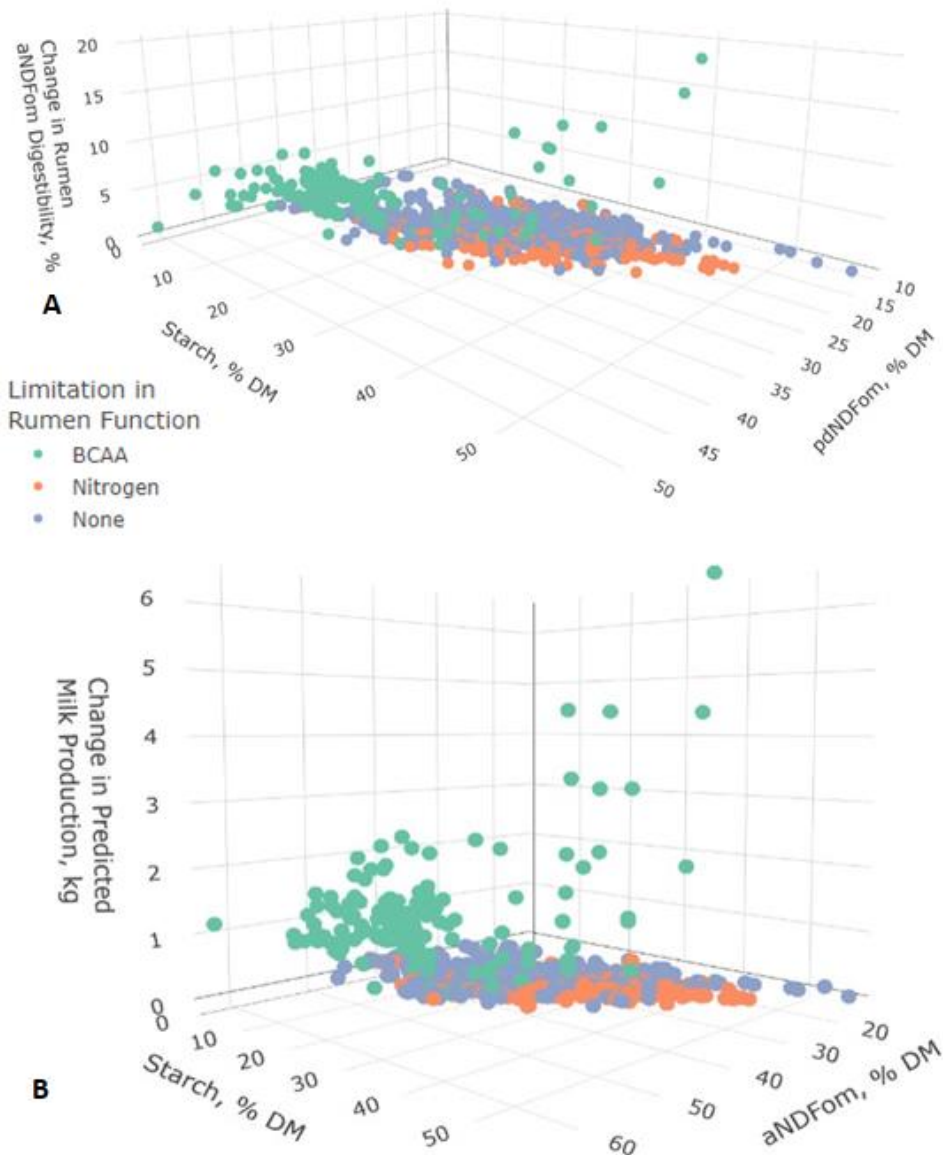 Change in Rumen
aNDFom Digestibility, %
20
15
10
5
0
0
10
20
30
40
50
Starch, % DM
10
15
20
25
30
35
40
45
50
pdNDFom, % DM
A
Limitation in
Rumen Function
BCAA
Nitrogen
None
Change in Predicted
Milk Production, kg
6
5
4
3
2
1
0
0
10
20
30
40
50
Starch, % DM
20
30
40
50
60
aNDFom, % DM
B